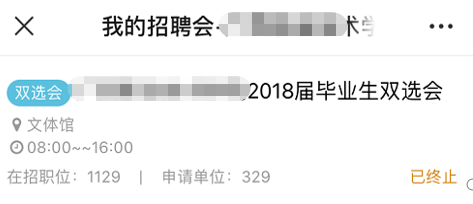 我的招聘会-术学
双选会 2018届毕业生双选会
文体馆
08:00~~16:00
在招职位：1129 | 申请单位：329 已终止